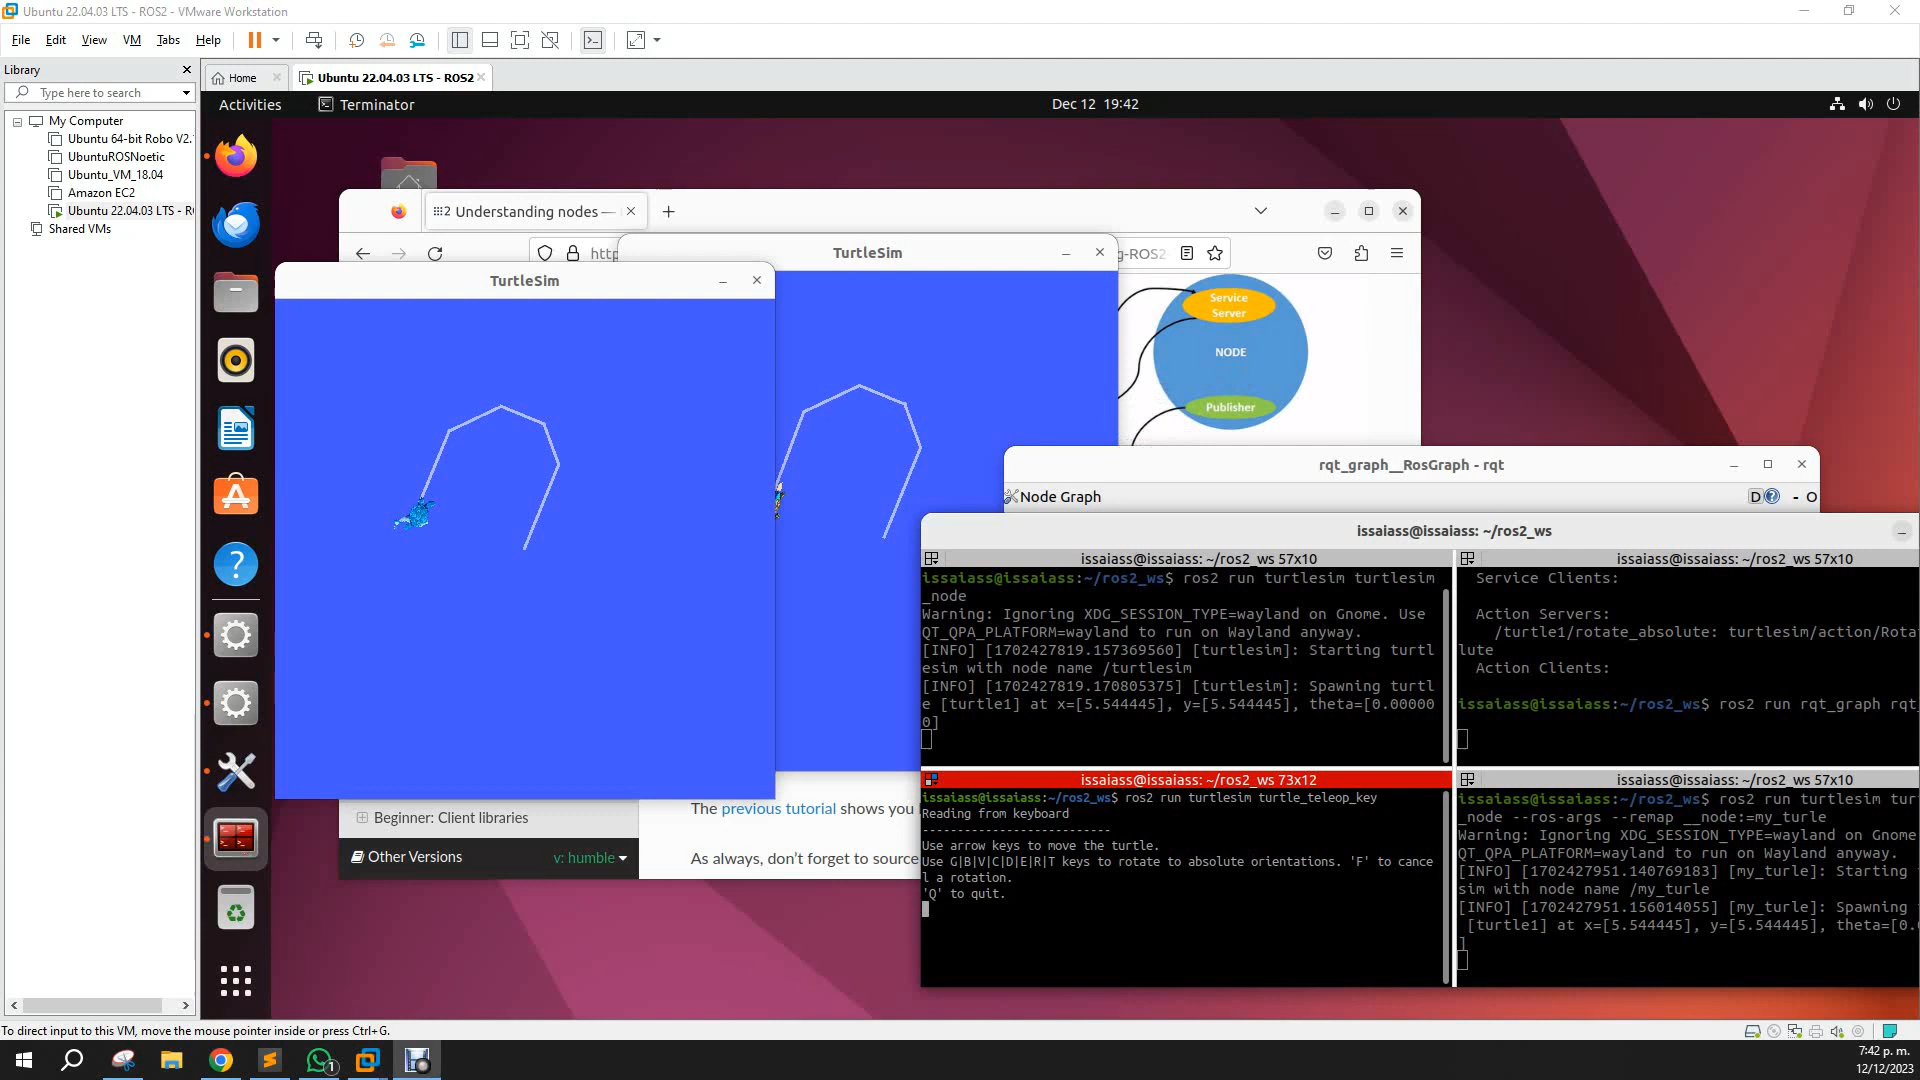 Ubuntu 22.04.03 LTS - ROS2 - VMware Workstation
File Edit View VM Tabs Help
Library
Type here to search
My Computer
Ubuntu 64-bit Robo V2.
UbuntuROSNoetic
Ubuntu_VM_18.04
Amazon EC2
Ubuntu 22.04.03 LTS - R
Shared VMs
Home
Ubuntu 22.04.03 LTS - ROS2
Activities
Terminator
Dec 12 19:42
Understanding nodes —
http
g-ROS2
TurtleSim
TurtleSim
Service
Server
NODE
Publisher
rqt_graph__RosGraph - rqt
Node Graph
D
- O
issaiass@issaiass: ~/ros2_ws
issaiass@issaiass: ~/ros2_ws 57x10
issaiass@issaiass:~/ros2_ws$ ros2 run turtlesim turtlesim
_node
Warning: Ignoring XDG_SESSION_TYPE=wayland on Gnome. Use
QT_QPA_PLATFORM=wayland to run on Wayland anyway.
[INFO] [1702427819.157369560] [turtlesim]: Starting turtl
esim with node name /turtlesim
[INFO] [1702427819.170805375] [turtlesim]: Spawning turtl
e [turtle1] at x=[5.544445], y=[5.544445], theta=[0.00000
0]
issaiass@issaiass: ~/ros2_ws 57x10
Service Clients:
Action Servers:
/turtle1/rotate_absolute: turtlesim/action/Rota
lute
Action Clients:
issaiass@issaiass:~/ros2_ws$ ros2 run rqt_graph rqt_
issaiass@issaiass: ~/ros2_ws 73x12
issaiass@issaiass:~/ros2_ws$ ros2 run turtlesim turtle_teleop_key
Reading from keyboard
---------------------------
Use arrow keys to move the turtle.
Use G|B|V|C|D|E|R|T keys to rotate to absolute orientations. 'F' to cance
l a rotation.
'Q' to quit.
issaiass@issaiass: ~/ros2_ws 57x10
issaiass@issaiass:~/ros2_ws$ ros2 run turtlesim tur
_node --ros-args --remap __node:=my_turle
Warning: Ignoring XDG_SESSION_TYPE=wayland on Gnome
QT_QPA_PLATFORM=wayland to run on Wayland anyway.
[INFO] [1702427951.140769183] [my_turle]: Starting
sim with node name /my_turle
[INFO] [1702427951.156014055] [my_turle]: Spawning
[turtle1] at x=[5.544445], y=[5.544445], theta=[0.
]
The previous tutorial shows you
Beginner: Client libraries
Other Versions
v: humble
As always, don't forget to source
To direct input to this VM, move the mouse pointer inside or press Ctrl+G.
1
7:42 p. m.
12/12/2023